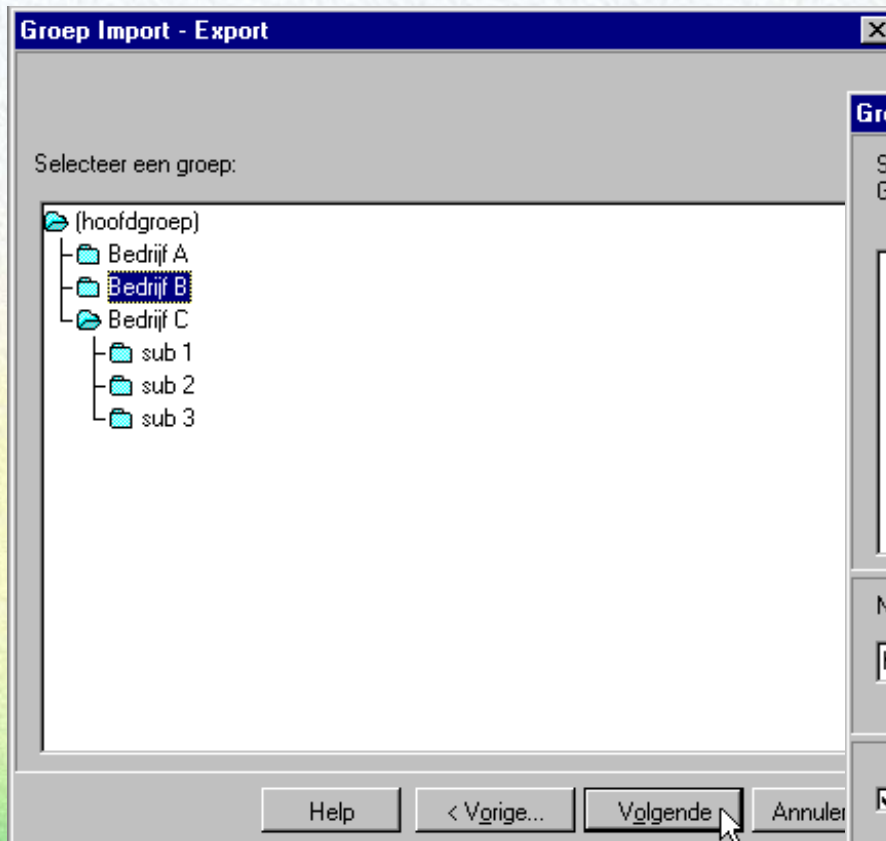 Groep Import - Export
Selecteer een groep:
(hoofdgroep)
Bedrijf A
Bedrijf B
Bedrijf C
sub 1
sub 2
sub 3
Help
< Vorige...
Volgende